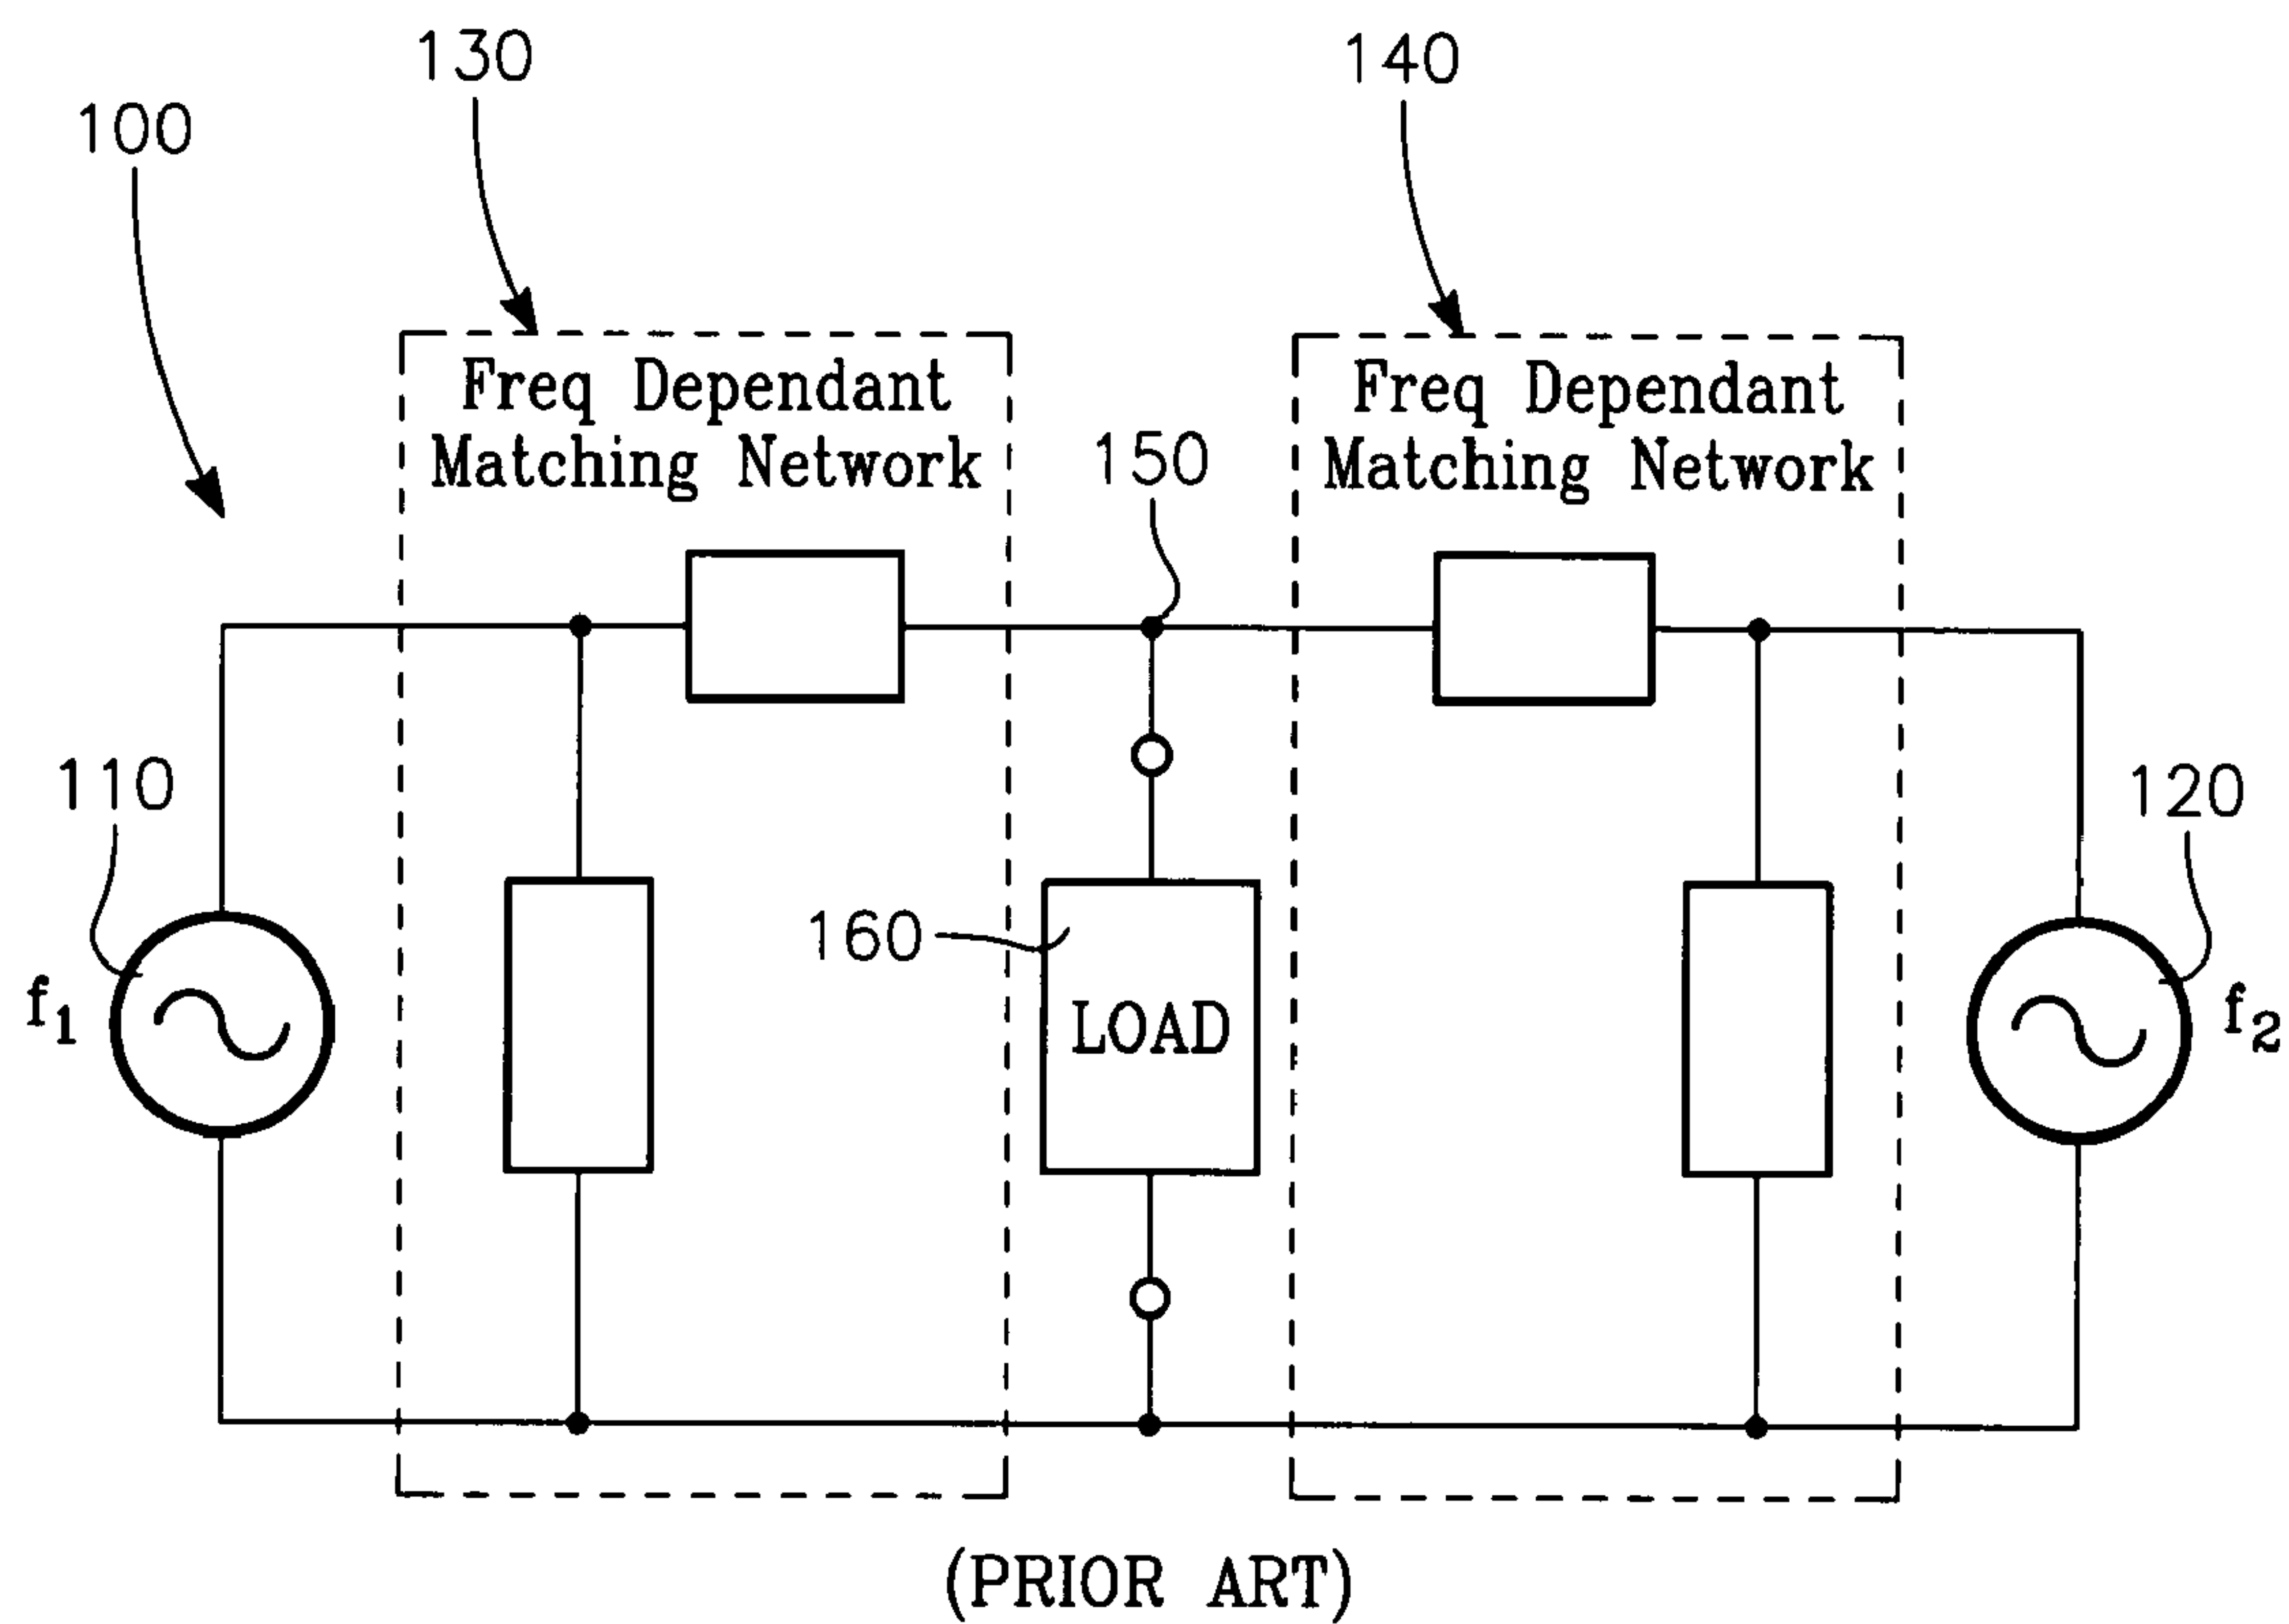 130
140
100
Freq Dependant
Matching Network
Freq Dependant
Matching Network
150
110
120
160
f1
LOAD
f2
(PRIOR ART)